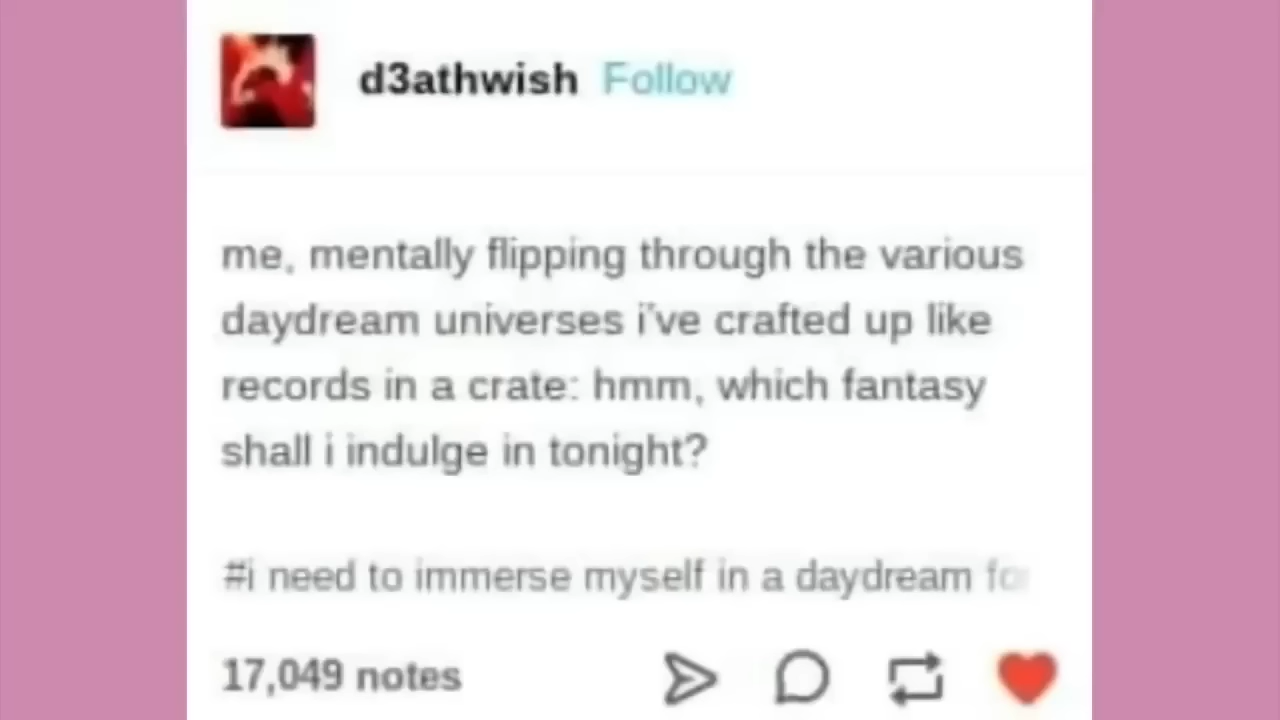 d3athwish Follow
me, mentally flipping through the various
daydream universes i've crafted up like
records in a crate: hmm, which fantasy
shall i indulge in tonight?
#i need to immerse myself in a daydream
17,049 notes